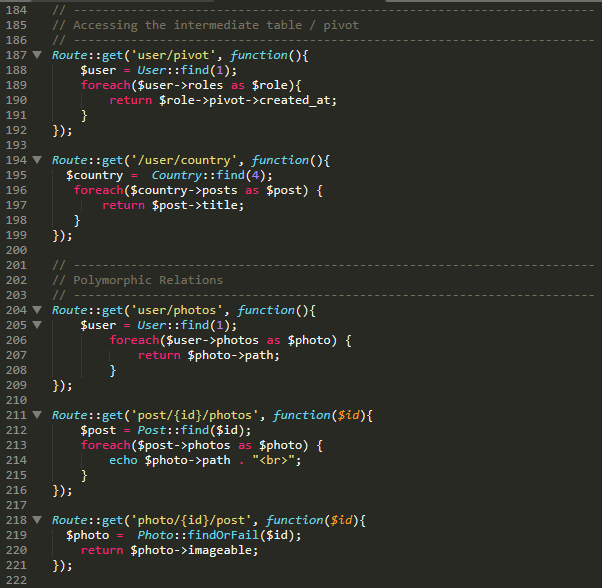 184 // -------------------------------------------------------------------------
185 // Accessing the intermediate table / pivot
186 // -------------------------------------------------------------------------
187 Route::get('user/pivot', function(){
188 $user = User::find(1);
189 foreach($user->roles as $role){
190 return $role->pivot->created_at;
191 }
192 });
193
194 Route::get('/user/country', function(){
195 $country = Country::find(4);
196 foreach($country->posts as $post) {
197 return $post->title;
198 }
199 });
200
201 // -------------------------------------------------------------------------
202 // Polymorphic Relations
203 // -------------------------------------------------------------------------
204 Route::get('user/photos', function(){
205 $user = User::find(1);
206 foreach($user->photos as $photo) {
207 return $photo->path;
208 }
209 });
210
211 Route::get('post/{id}/photos', function($id){
212 $post = Post::find($id);
213 foreach($post->photos as $photo) {
214 echo $photo->path . "<br>";
215 }
216 });
217
218 Route::get('photo/{id}/post', function($id){
219 $photo = Photo::findOrFail($id);
220 return $photo->imageable;
221 });
222